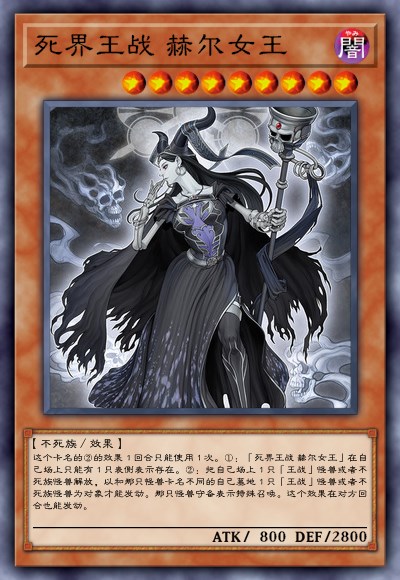 死界王战 赫尔女王
やみ
闇
【不死族／效果】
这个卡名的②的效果1回合只能使用1次。①：「死界王战 赫尔女王」在自
己场上只能有1只表侧表示存在。②：把自己场上1只「王战」怪兽或者不
死族怪兽解放，以和那只怪兽卡名不同的自己墓地1只「王战」怪兽或者不
死族怪兽为对象才能发动。那只怪兽守备表示特殊召唤。这个效果在对方回
合也能发动。
ATK/ 800 DEF/2800